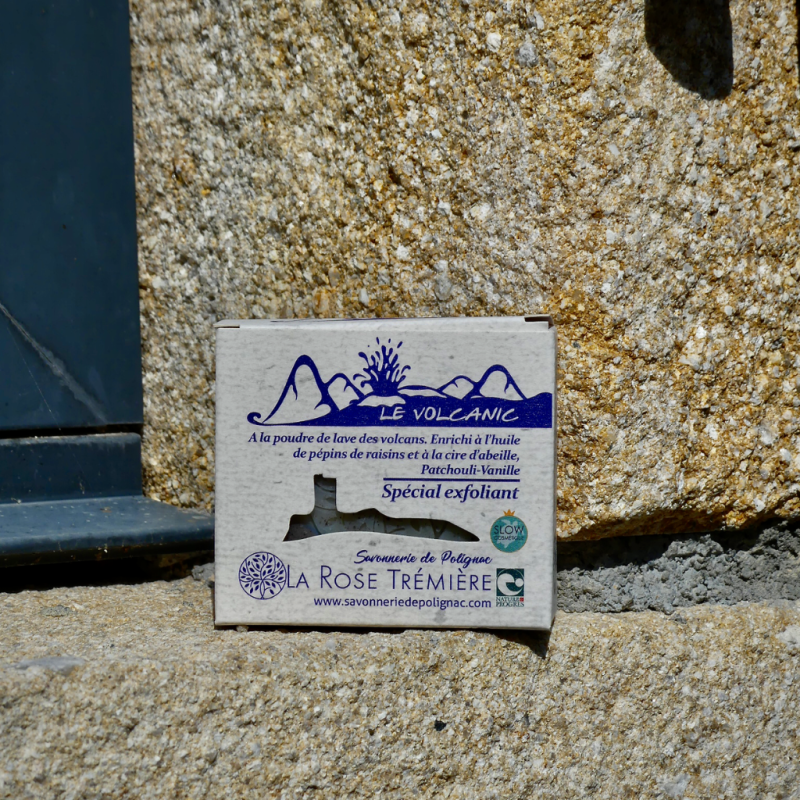 LE VOLCANIC
A la poudre de lave des volcans. Enrichi à l'huile
de pépins de raisins et à la cire d'abeille,
Patchouli-Vanille
Spécial exfoliant
SLOW
COSMÉTIQUE
Savonnerie de Polignac
LA ROSE TRÉMIÈRE
www.savonneriedepolignac.com
NATURE
PROGRÈS